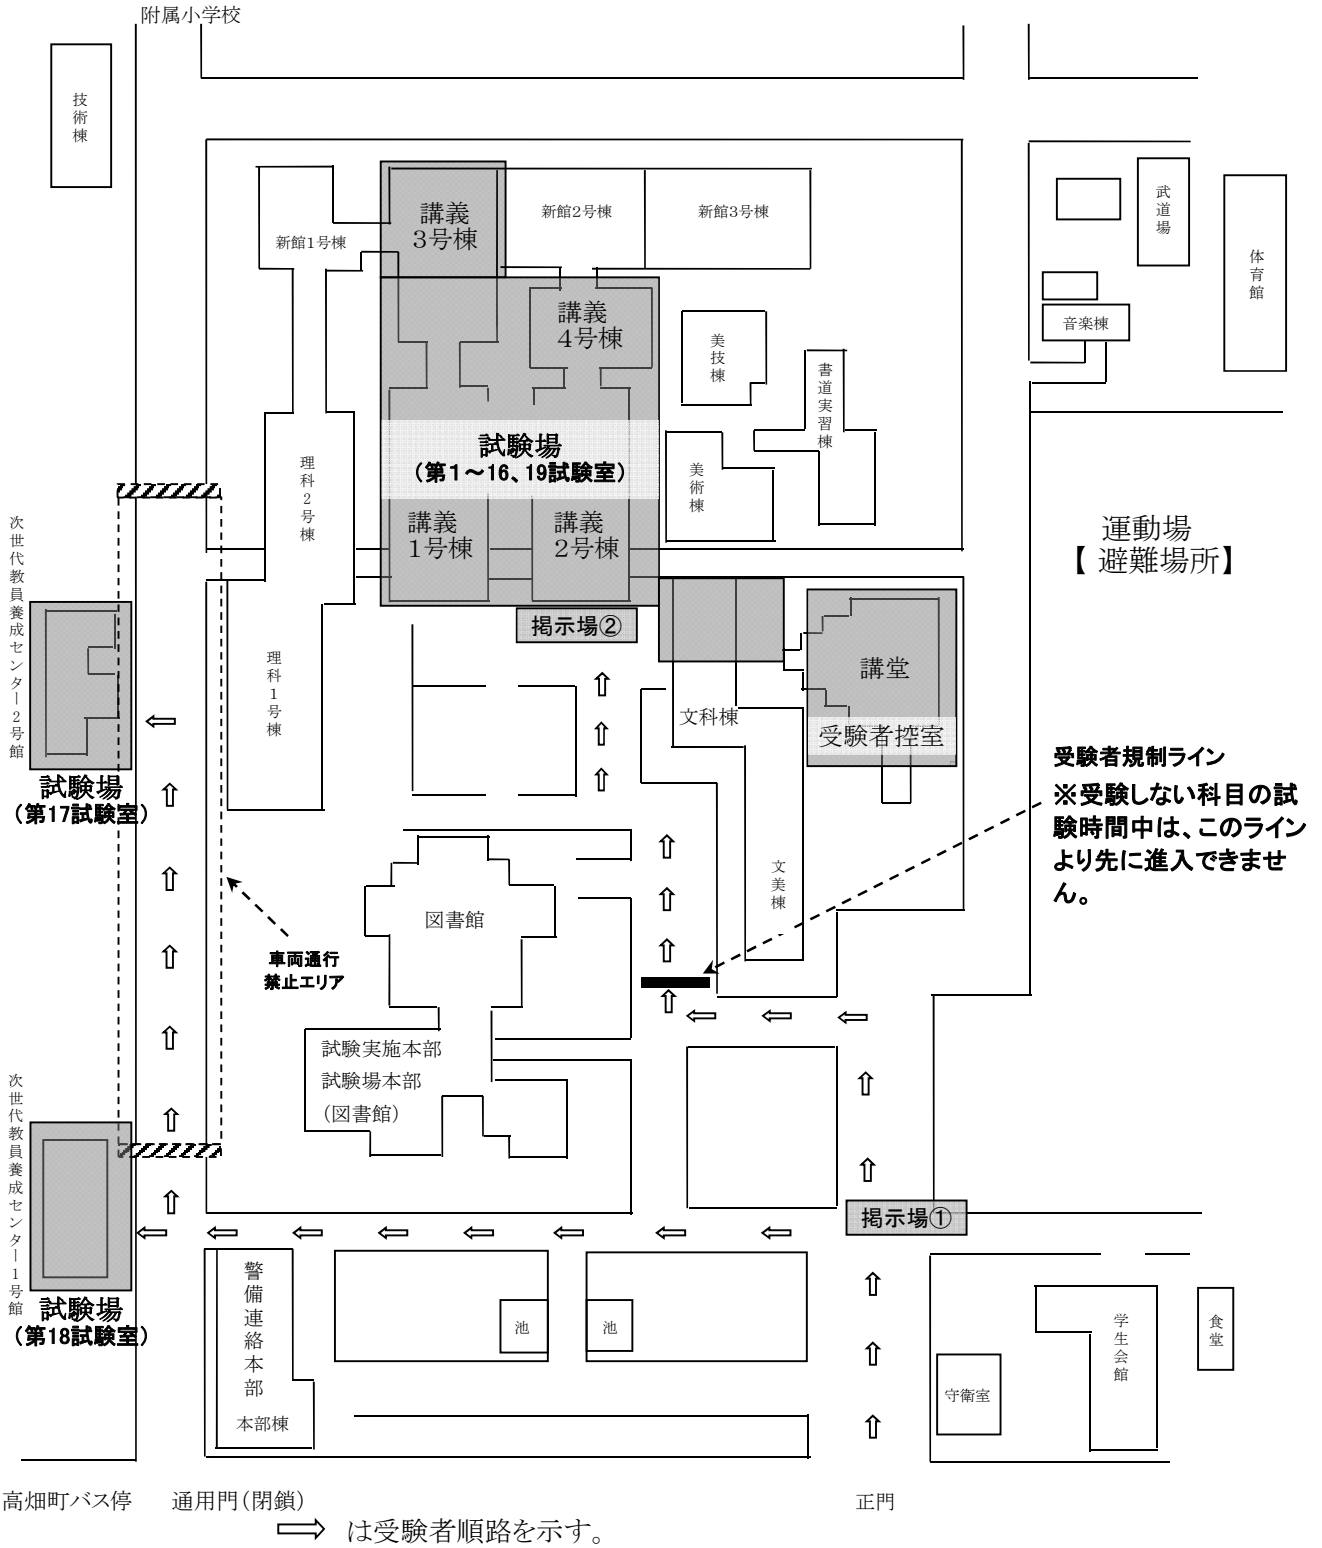 附属小学校
技術棟
講義
3号棟
新館2号棟
新館3号棟
新館1号棟
武道場
体育館
音楽棟
講義
4号棟
美技棟
書道実習棟
試験場
（第1～16、19試験室）
理科2号棟
美術棟
講義
1号棟
講義
2号棟
運動場
【 避難場所】
次世代教員養成センター2号館
掲示場②
理科1号棟
講堂
文科棟
受験者控室
試験場
（第17試験室）
受験者規制ライン
※受験しない科目の試
験時間中は、このライン
より先に進入できませ
ん。
文美棟
図書館
車両通行
禁止エリア
試験実施本部
試験場本部
（図書館）
次世代教員養成センター1号館
掲示場①
試験場
（第18試験室）
警備連絡本部
本部棟
池
池
学生会館
食堂
守衛室
高畑町バス停
通用門（閉鎖）
正門
⇨ は受験者順路を示す。